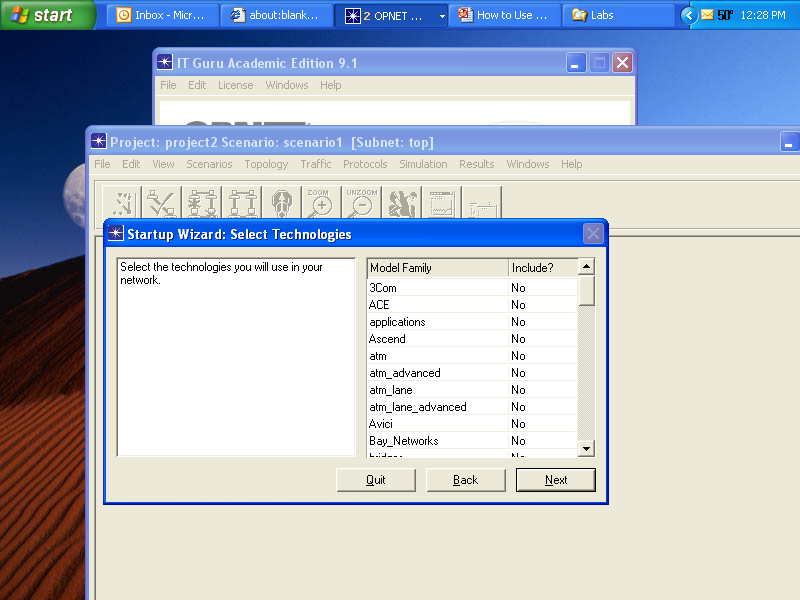 start
Inbox - Micr...
about:blank...
2 OPNET ...
How to Use ...
Labs
50°
12:28 PM
IT Guru Academic Edition 9.1
File Edit License Windows Help
OPNET
Project: project2 Scenario: scenario1 [Subnet: top]
File Edit View Scenarios Topology Traffic Protocols Simulation Results Windows Help
ZOOM
UNZOOM
Startup Wizard: Select Technologies
Select the technologies you will use in your
network.
Model Family Include?
3Com No
ACE No
applications No
Ascend No
atm No
atm_advanced No
atm_lane No
atm_lane_advanced No
Avici No
Bay_Networks No
bridges No
Quit Back Next